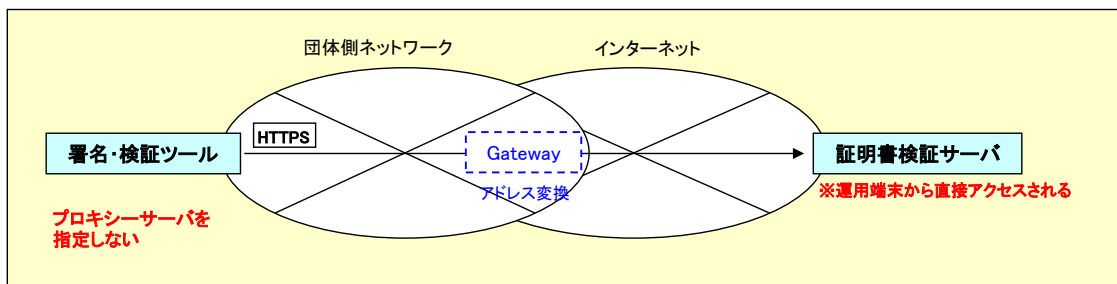 団体側ネットワーク
インターネット
HTTPS
署名・検証ツール
Gateway
証明書検証サーバ
アドレス変換
※運用端末から直接アクセスされる
プロキシーサーバを
指定しない